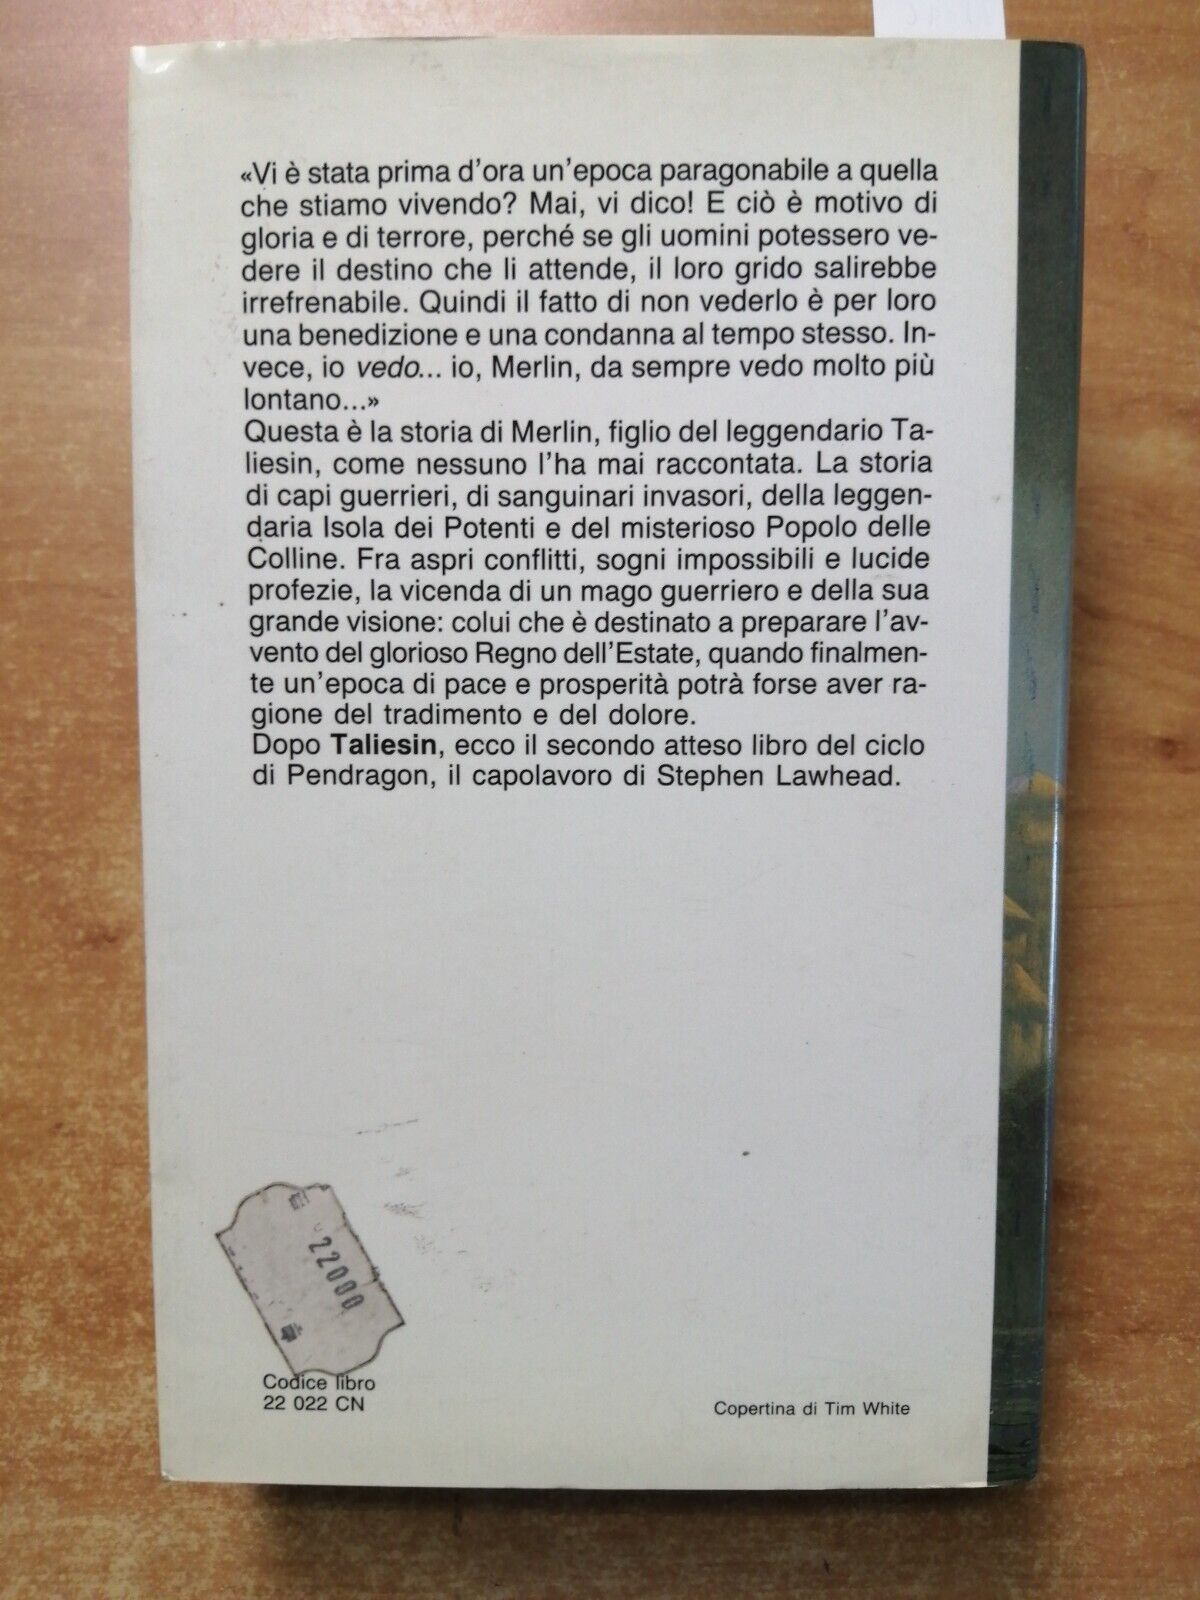 «Vi è stata prima d'ora un'epoca paragonabile a quella
che stiamo vivendo? Mai, vi dico! E ciò è motivo di
gloria e di terrore, perché se gli uomini potessero ve-
dere il destino che li attende, il loro grido salirebbe
irrefrenabile. Quindi il fatto di non vederlo è per loro
una benedizione e una condanna al tempo stesso. In-
vece, io vedo... io, Merlin, da sempre vedo molto più
lontano...»
Questa è la storia di Merlin, figlio del leggendario Ta-
liesin, come nessuno l'ha mai raccontata. La storia
di capi guerrieri, di sanguinari invasori, della leggen-
daria Isola dei Potenti e del misterioso Popolo delle
Colline. Fra aspri conflitti, sogni impossibili e lucide
profezie, la vicenda di un mago guerriero e della sua
grande visione: colui che è destinato a preparare l'av-
vento del glorioso Regno dell'Estate, quando finalmen-
te un'epoca di pace e prosperità potrà forse aver ra-
gione del tradimento e del dolore.
Dopo Taliesin, ecco il secondo atteso libro del ciclo
di Pendragon, il capolavoro di Stephen Lawhead.
22000
Codice libro
22 022 CN
Copertina di Tim White